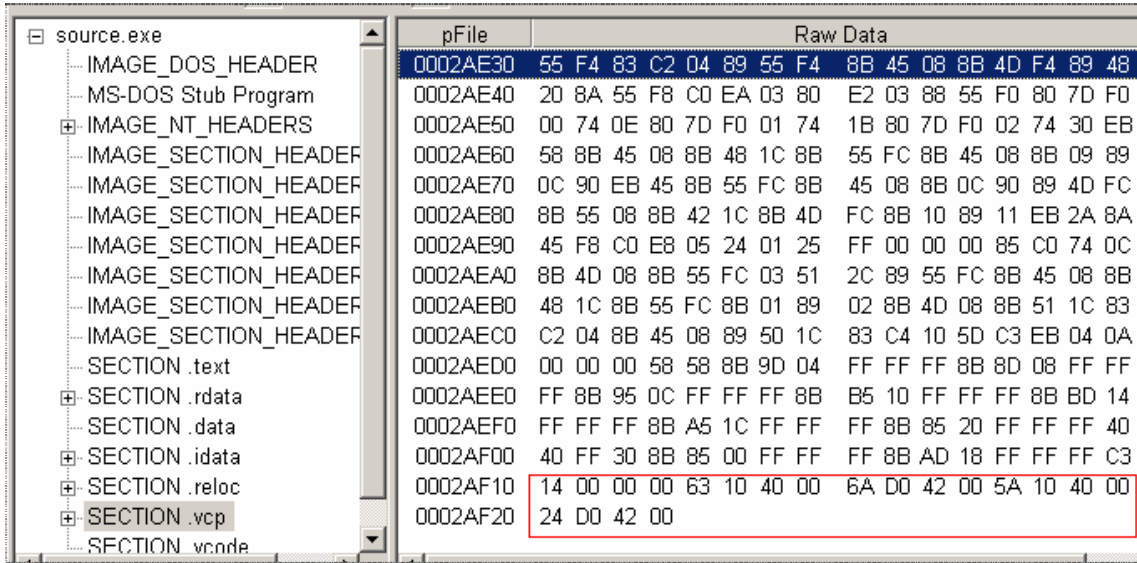 source.exe
IMAGE_DOS_HEADER
MS-DOS Stub Program
IMAGE_NT_HEADERS
IMAGE_SECTION_HEADER
IMAGE_SECTION_HEADER
IMAGE_SECTION_HEADER
IMAGE_SECTION_HEADER
IMAGE_SECTION_HEADER
IMAGE_SECTION_HEADER
IMAGE_SECTION_HEADER
SECTION .text
SECTION .rdata
SECTION .data
SECTION .idata
SECTION .reloc
SECTION .vcp
SECTION .vcode
pFile Raw Data
0002AE30 55 F4 83 C2 04 89 55 F4 8B 45 08 8B 4D F4 89 48
0002AE40 20 8A 55 F8 C0 EA 03 80 E2 03 88 55 F0 80 7D F0
0002AE50 00 74 0E 80 7D F0 01 74 1B 80 7D F0 02 74 30 EB
0002AE60 58 8B 45 08 8B 48 1C 8B 55 FC 8B 45 08 8B 09 89
0002AE70 0C 90 EB 45 8B 55 FC 8B 45 08 8B 0C 90 89 4D FC
0002AE80 8B 55 08 8B 42 1C 8B 4D FC 8B 10 89 11 EB 2A 8A
0002AE90 45 F8 C0 E8 05 24 01 25 FF 00 00 00 85 C0 74 0C
0002AEA0 8B 4D 08 8B 55 FC 03 51 2C 89 55 FC 8B 45 08 8B
0002AEB0 48 1C 8B 55 FC 8B 01 89 02 8B 4D 08 8B 51 1C 83
0002AEC0 C2 04 8B 45 08 89 50 1C 83 C4 10 5D C3 EB 04 0A
0002AED0 00 00 00 58 58 8B 9D 04 FF FF FF 8B 8D 08 FF FF
0002AEE0 FF 8B 95 0C FF FF FF 8B B5 10 FF FF FF 8B BD 14
0002AEF0 FF FF FF 8B A5 1C FF FF FF 8B 85 20 FF FF FF 40
0002AF00 40 FF 30 8B 85 00 FF FF FF 8B AD 18 FF FF FF C3
0002AF10 14 00 00 00 63 10 40 00 6A D0 42 00 5A 10 40 00
0002AF20 24 D0 42 00